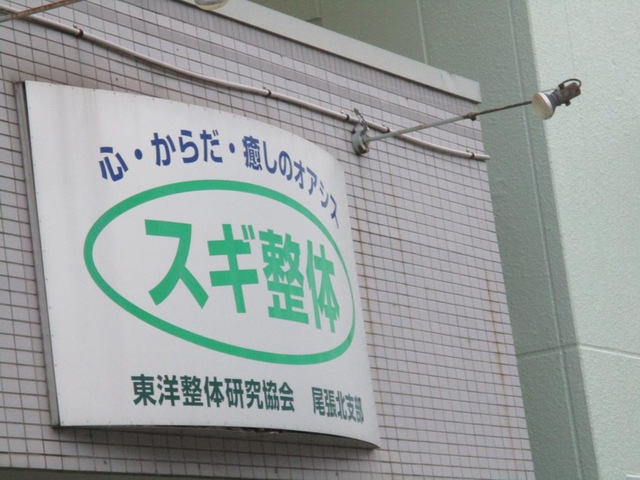 心・からだ・癒しのオアシス
スギ整体
東洋整体研究協会 尾張北支部